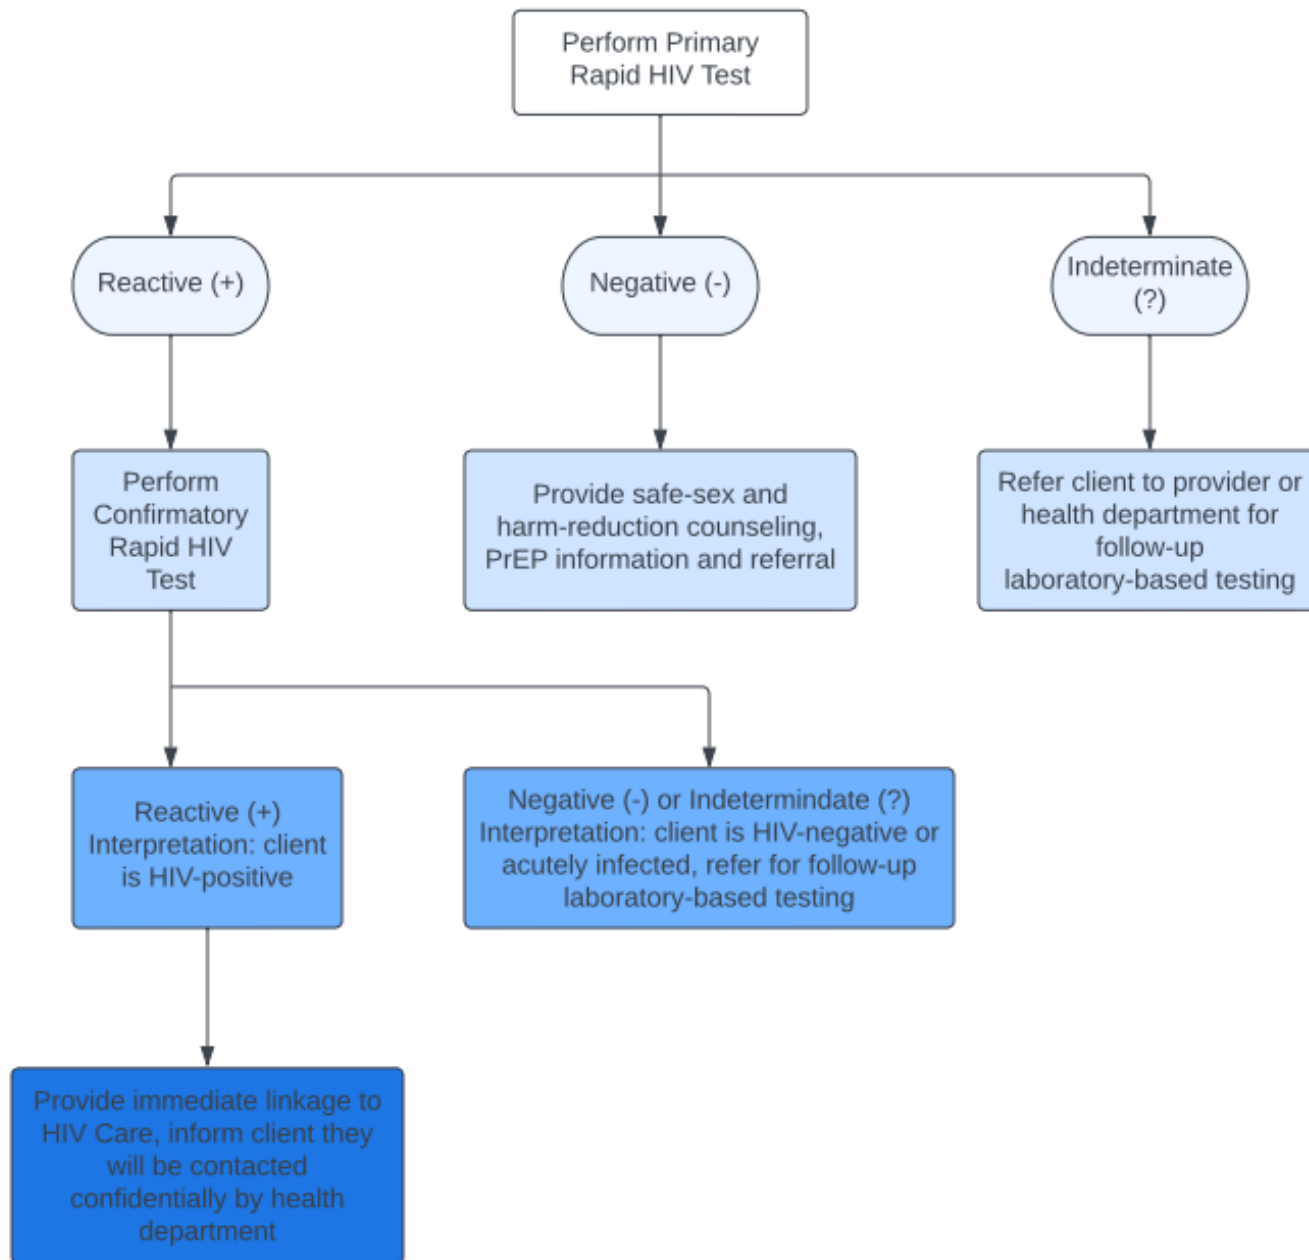 Perform Primary
Rapid HIV Test
Reactive (+)
Negative (-)
Indeterminate
(?)
Perform
Confirmatory
Rapid HIV
Test
Provide safe-sex and
harm-reduction counseling,
PrEP information and referral
Refer client to provider or
health department for
follow-up
laboratory-based testing
Reactive (+)
Interpretation: client
is HIV-positive
Negative (-) or Indetermindate (?)
Interpretation: client is HIV-negative or
acutely infected, refer for follow-up
laboratory-based testing
Provide immediate linkage to
HIV Care, inform client they
will be contacted
confidentially by health
department